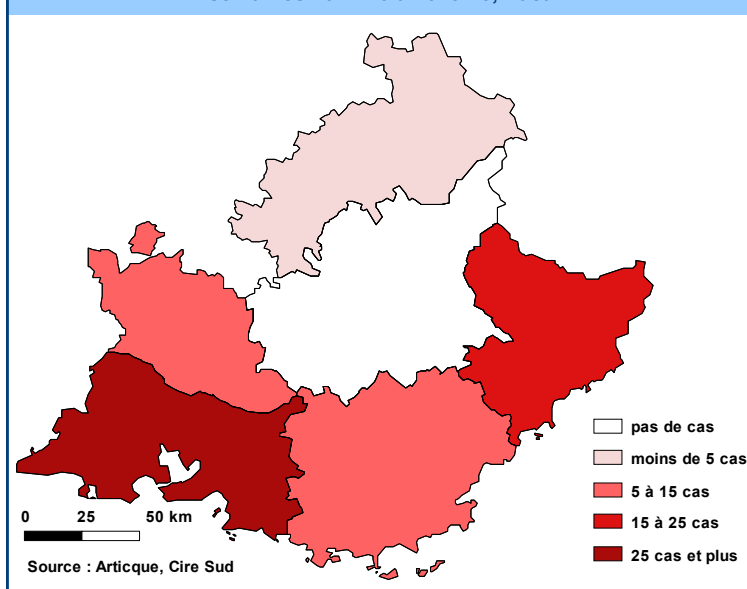 pas de cas
moins de 5 cas
5 à 15 cas
15 à 25 cas
25 cas et plus
0 25 50 km
Source : Articque, Cire Sud